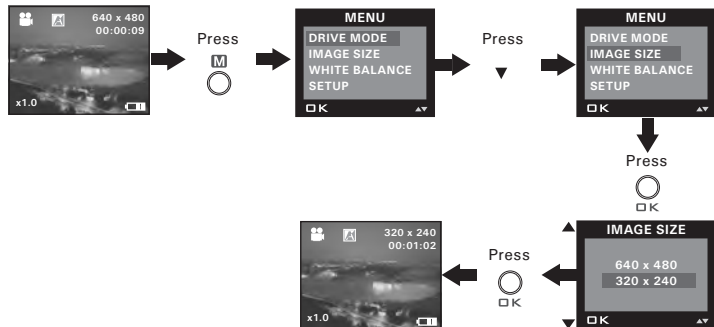 640 x 480
00:00:09
x1.0
Press
M
MENU
DRIVE MODE
IMAGE SIZE
WHITE BALANCE
SETUP
OK
Press
MENU
DRIVE MODE
IMAGE SIZE
WHITE BALANCE
SETUP
OK
Press
OK
IMAGE SIZE
640 x 480
320 x 240
OK
Press
OK
320 x 240
00:01:02
x1.0